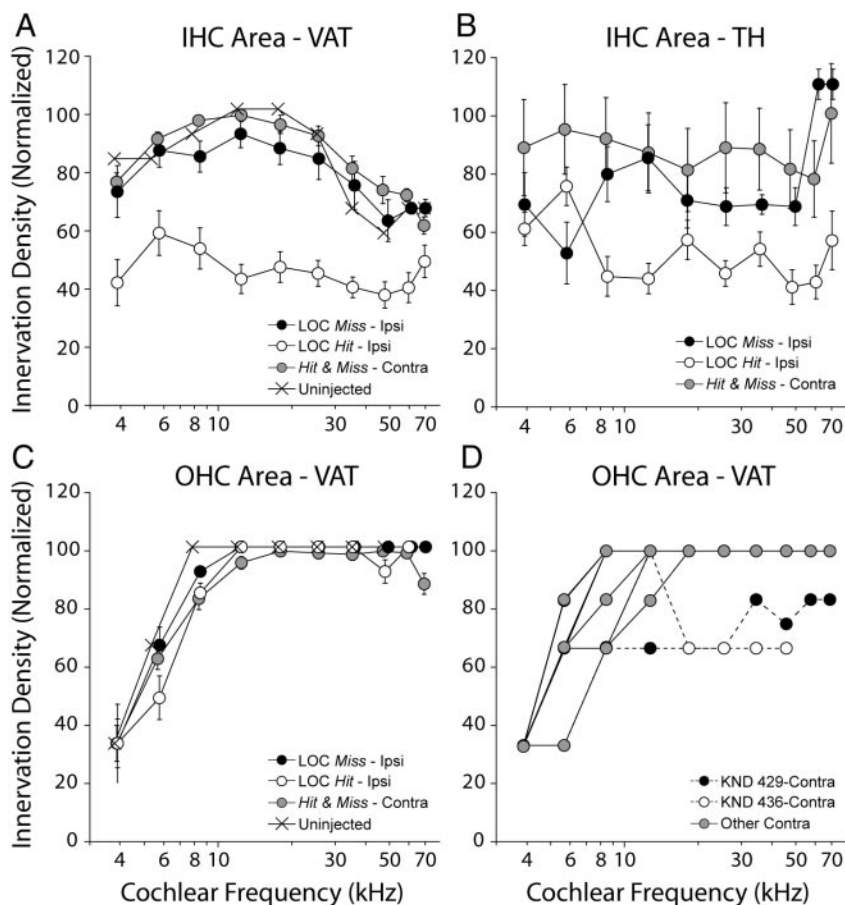 A
IHC Area - VAT
120
100
80
60
40
20
0
4
6
8
10
30
50
70
Innervation Density (Normalized)
LOC Miss - Ipsi
LOC Hit - Ipsi
Hit & Miss - Contra
Uninjected
B
IHC Area - TH
120
100
80
60
40
20
0
4
6
8
10
30
50
70
LOC Miss - Ipsi
LOC Hit - Ipsi
Hit & Miss - Contra
C
OHC Area - VAT
120
100
80
60
40
20
0
4
6
8
10
30
50
70
Innervation Density (Normalized)
Cochlear Frequency (kHz)
LOC Miss - Ipsi
LOC Hit - Ipsi
Hit & Miss - Contra
Uninjected
D
OHC Area - VAT
120
100
80
60
40
20
0
4
6
8
10
30
50
70
Cochlear Frequency (kHz)
KND 429-Contra
KND 436-Contra
Other Contra